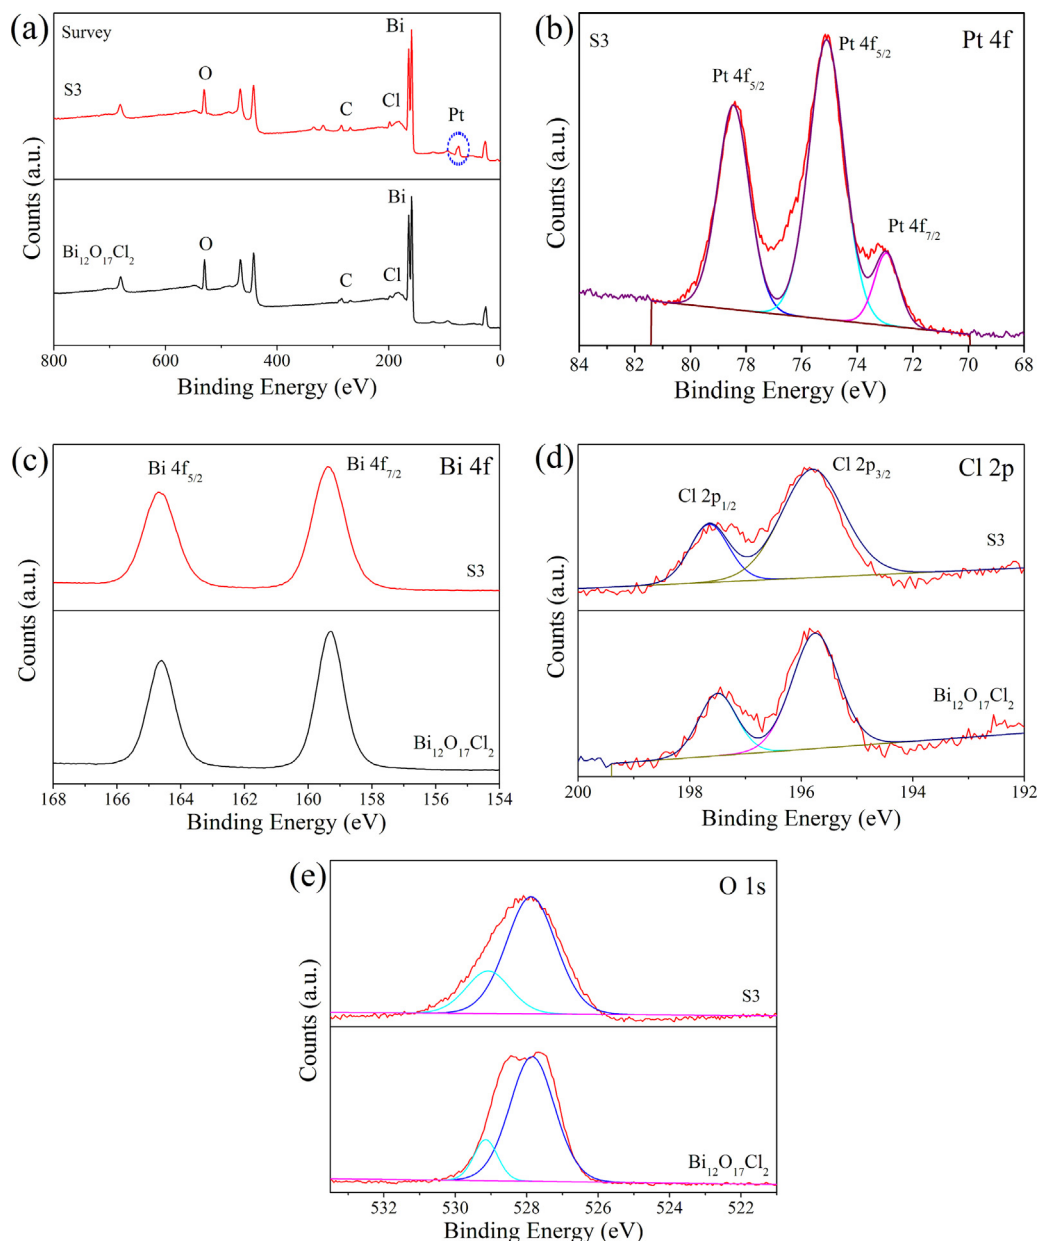 (a)
Survey
Bi
S3
O
C
Cl
Pt
Bi
Bi₁₂O₁₇Cl₂
O
C
Cl
800 600 400 200 0
Binding Energy (eV)
Counts (a.u.)
(b)
S3
Pt 4f₅/₂
Pt 4f₅/₂
Pt 4f
Pt 4f₇/₂
84 82 80 78 76 74 72 70 68
Binding Energy (eV)
Counts (a.u.)
(c)
Bi 4f₅/₂
Bi 4f₇/₂
Bi 4f
S3
Bi₁₂O₁₇Cl₂
168 166 164 162 160 158 156 154
Binding Energy (eV)
Counts (a.u.)
(d)
Cl 2p₁/₂
Cl 2p₃/₂
Cl 2p
S3
Bi₁₂O₁₇Cl₂
200 198 196 194 192
Binding Energy (eV)
Counts (a.u.)
(e)
O 1s
S3
Bi₁₂O₁₇Cl₂
532 530 528 526 524 522
Binding Energy (eV)
Counts (a.u.)